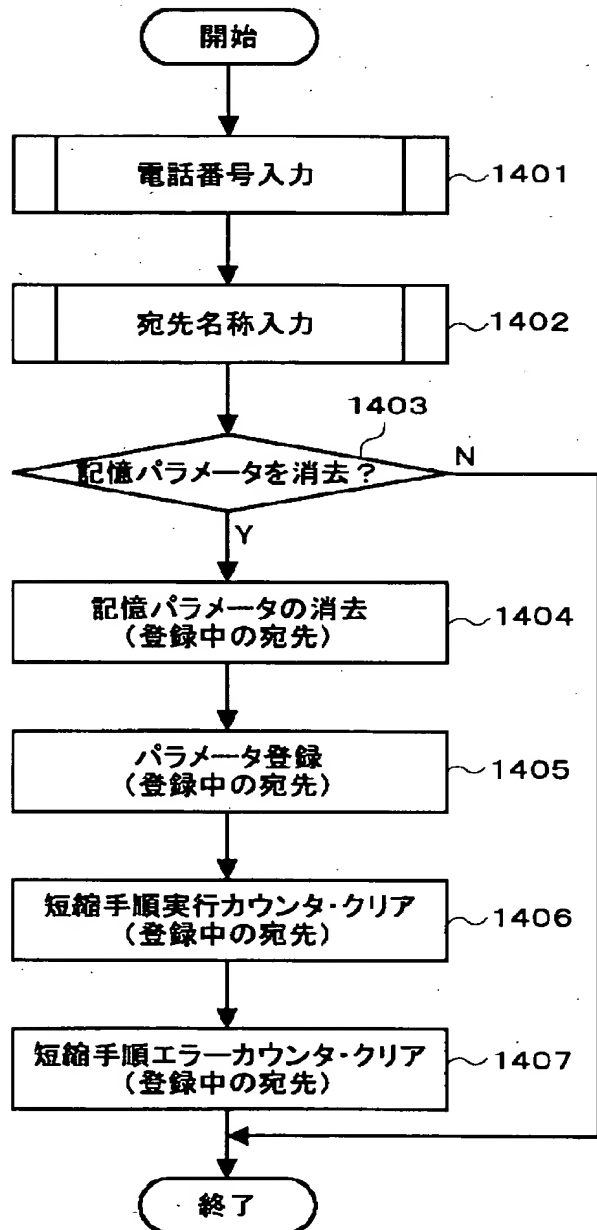 開始
電話番号入力
1401
宛先名称入力
1402
1403
記憶パラメータを消去？
N
Y
記憶パラメータの消去
（登録中の宛先）
1404
パラメータ登録
（登録中の宛先）
1405
短縮手順実行カウンタ・クリア
（登録中の宛先）
1406
短縮手順エラーカウンタ・クリア
（登録中の宛先）
1407
終了